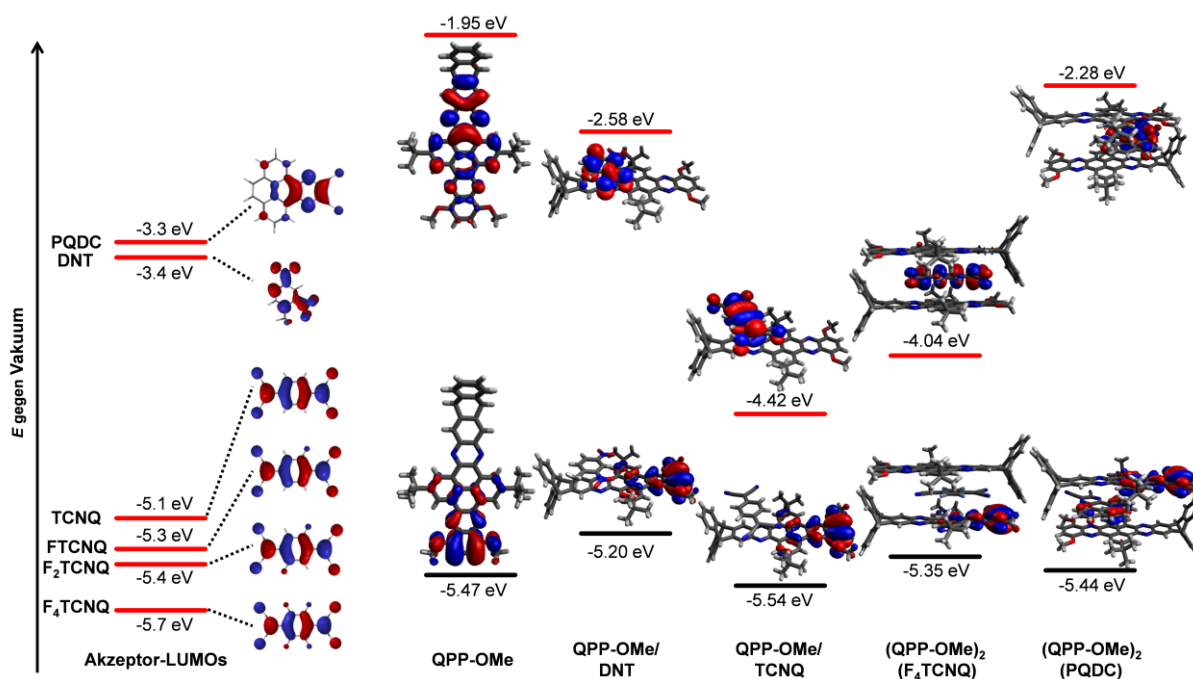 E gegen Vakuum
PQDC
DNT
-3.3 eV
-3.4 eV
TCNQ
-5.1 eV
FTCNQ
-5.3 eV
F₂TCNQ
-5.4 eV
F₄TCNQ
-5.7 eV
Akzeptor-LUMOs
-1.95 eV
-5.47 eV
QPP-OMe
-2.58 eV
-5.20 eV
QPP-OMe/
DNT
-4.42 eV
-5.54 eV
QPP-OMe/
TCNQ
-4.04 eV
-5.35 eV
(QPP-OMe)₂
(F₄TCNQ)
-2.28 eV
-5.44 eV
(QPP-OMe)₂
(PQDC)